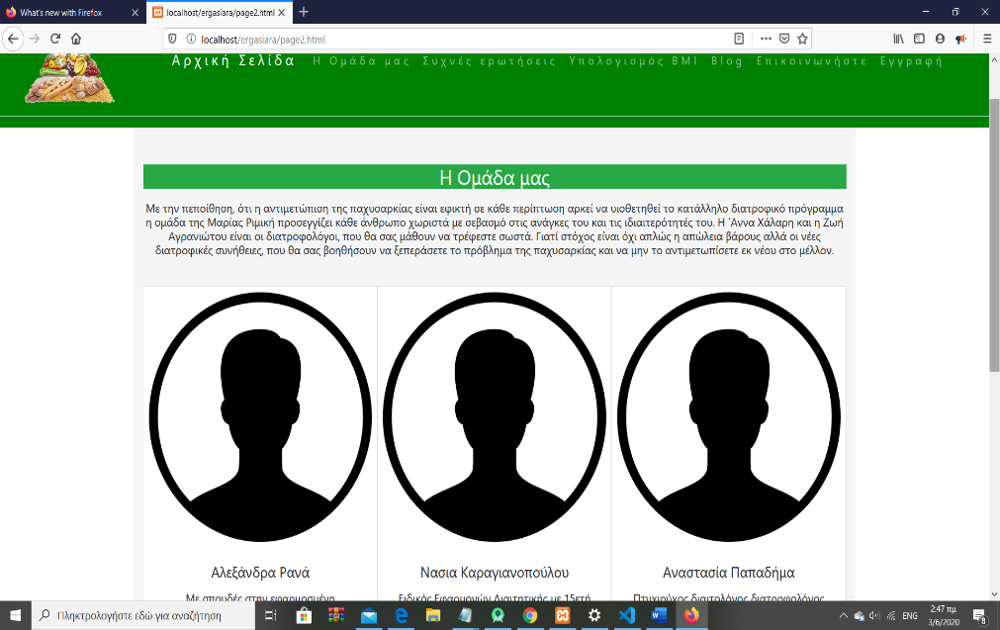 What's new with Firefox
localhost/ergasiara/page2.html
localhost/ergasiara/page2.html
Αρχική Σελίδα Η Ομάδα μας Συχνές ερωτήσεις Υπολογισμός BMI Blog Επικοινωνήστε Εγγραφή
Η Ομάδα μας
Με την πεποίθηση, ότι η αντιμετώπιση της παχυσαρκίας είναι εφικτή σε κάθε περίπτωση αρκεί να υιοθετηθεί το κατάλληλο διατροφικό πρόγραμμα
η ομάδα της Μαρίας Ριμική προσεγγίζει κάθε άνθρωπο χωριστά με σεβασμό στις ανάγκες του και τις ιδιαιτερότητές του. Η ΄Αννα Χάλαρη και η Ζωή
Αγρανιώτου είναι οι διατροφολόγοι, που θα σας μάθουν να τρέφεστε σωστά. Γιατί στόχος είναι όχι απλώς η απώλεια βάρους αλλά οι νέες
διατροφικές συνήθειες, που θα σας βοηθήσουν να ξεπεράσετε το πρόβλημα της παχυσαρκίας και να μην το αντιμετωπίσετε εκ νέου στο μέλλον.
Αλεξάνδρα Ρανά
Νασια Καραγιανοπούλου
Αναστασία Παπαδήμα
Με σπουδές στην εφαρμοσμένη
Ειδικός Εφαρμογών Διαιτητικής με 15ετή
Πτυχιούχος διαιτολόγος διατροφολόγος
Πληκτρολογήστε εδώ για αναζήτηση
ENG
2:47 πμ
3/6/2020
8